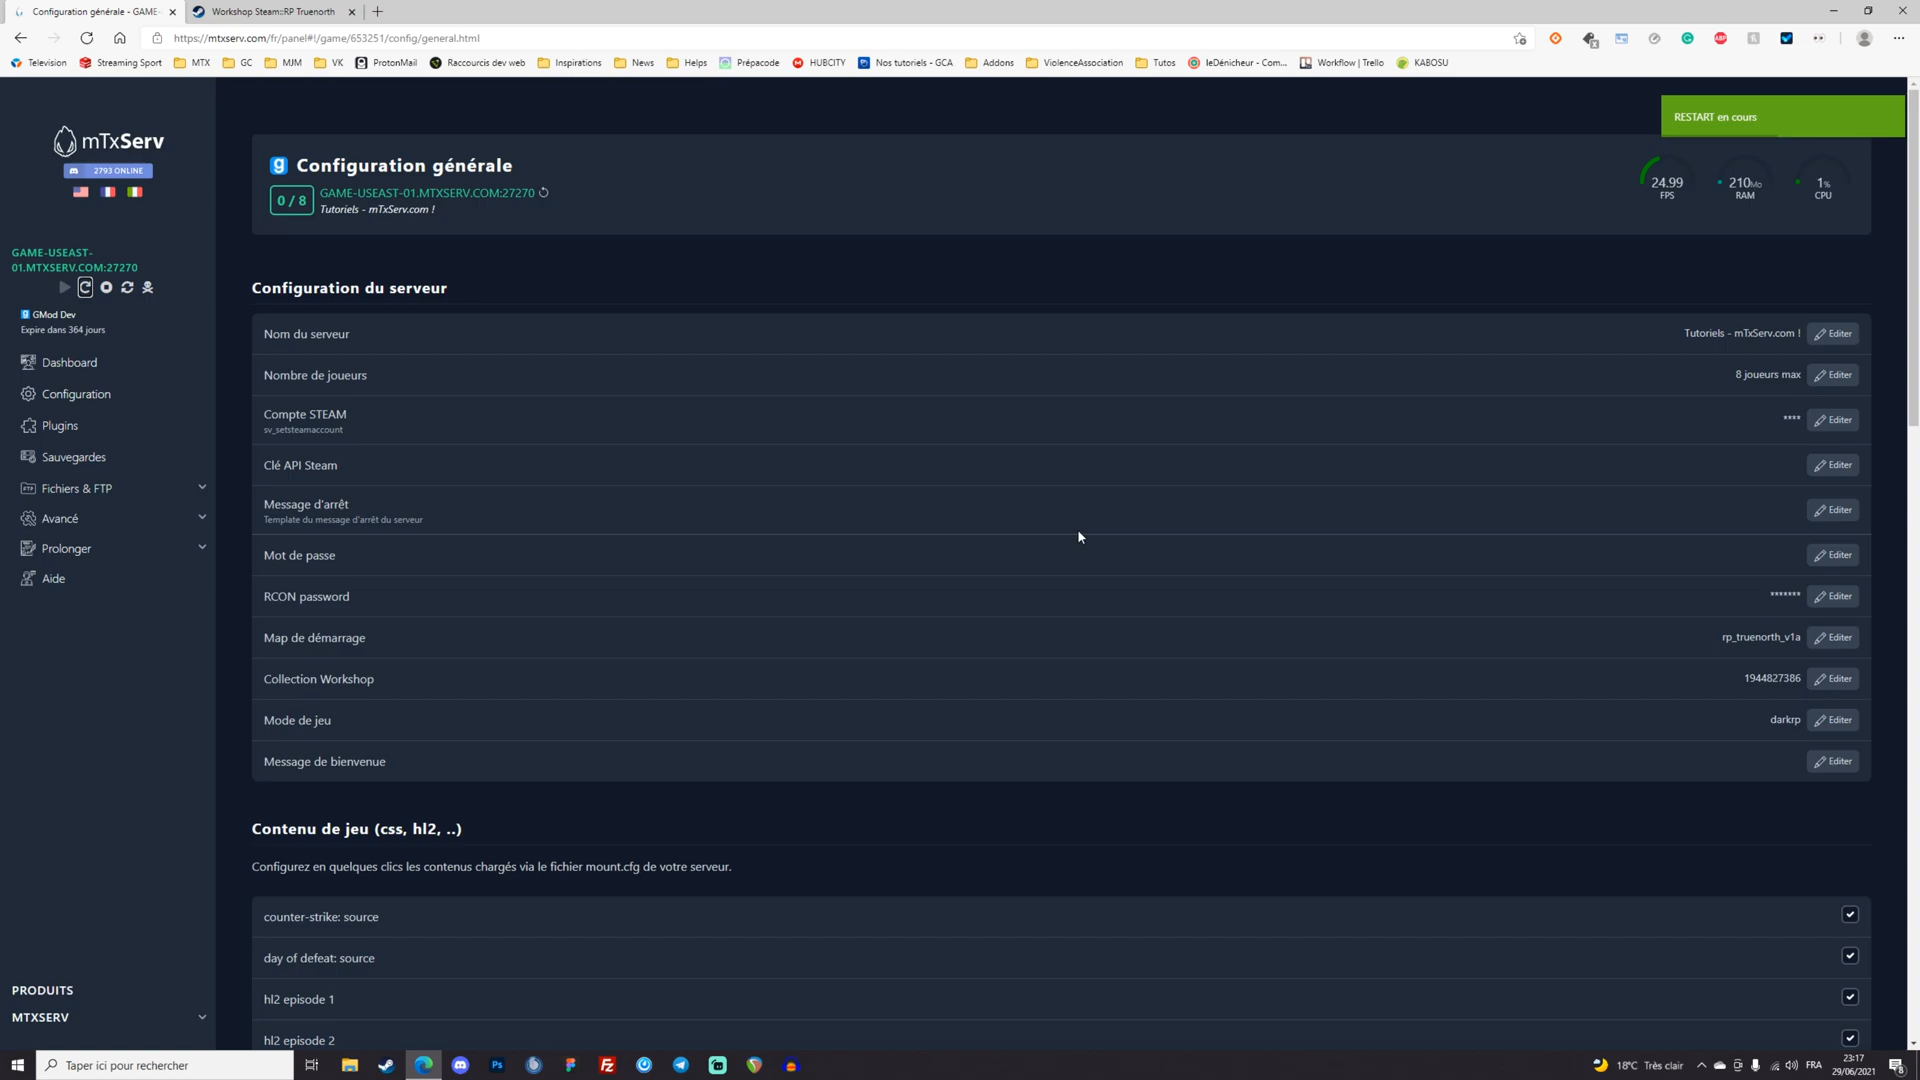 Configuration générale - GAME-
Workshop Steam::RP Truenorth
https://mtxserv.com/fr/panel#!/game/653251/config/general.html
Television
Streaming Sport
MTX
GC
MJM
VK
ProtonMail
Raccourcis dev web
Inspirations
News
Helps
Prépacode
HUBCITY
Nos tutoriels - GCA
Addons
ViolenceAssociation
Tutos
leDénicheur - Com...
Workflow | Trello
KABOSU
RESTART en cours
mTxServ
2793 ONLINE
GAME-USEAST-
01.MTXSERV.COM:27270
GMod Dev
Expire dans 364 jours
Dashboard
Configuration
Plugins
Sauvegardes
Fichiers & FTP
Avancé
Prolonger
Aide
PRODUITS
MTXSERV
Configuration générale
0 / 8
GAME-USEAST-01.MTXSERV.COM:27270
Tutoriels - mTxServ.com !
24.99
FPS
210Mo
RAM
1%
CPU
Configuration du serveur
Nom du serveur
Tutoriels - mTxServ.com !
Editer
Nombre de joueurs
8 joueurs max
Editer
Compte STEAM
sv_setsteamaccount
****
Editer
Clé API Steam
Editer
Message d'arrêt
Template du message d'arrêt du serveur
Editer
Mot de passe
Editer
RCON password
*******
Editer
Map de démarrage
rp_truenorth_v1a
Editer
Collection Workshop
1944827386
Editer
Mode de jeu
darkrp
Editer
Message de bienvenue
Editer
Contenu de jeu (css, hl2, ..)
Configurez en quelques clics les contenus chargés via le fichier mount.cfg de votre serveur.
counter-strike: source
day of defeat: source
hl2 episode 1
hl2 episode 2
Taper ici pour rechercher
18°C Très clair
FRA
23:17
29/06/2021